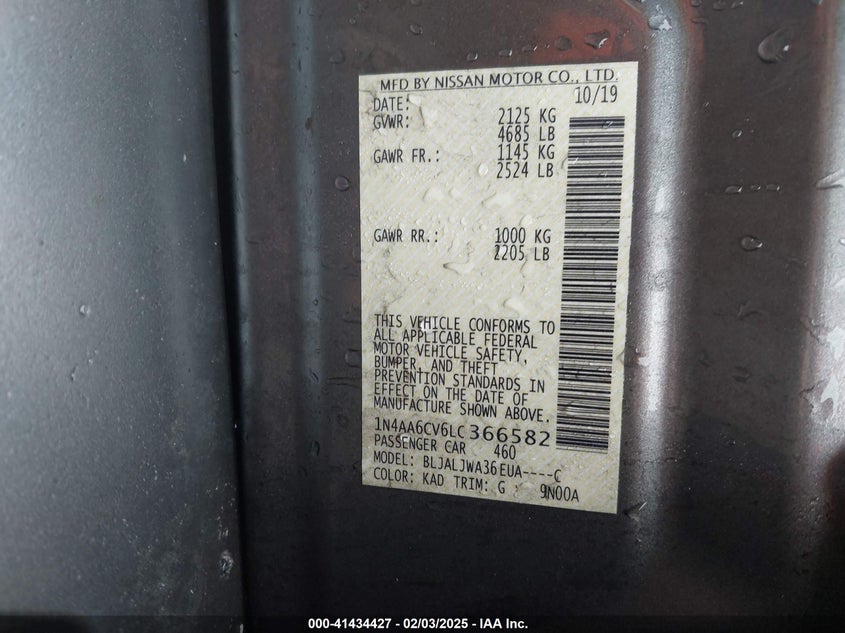 MFD BY NISSAN MOTOR CO., LTD.
DATE: 10/19
GVWR: 2125 KG
4685 LB
GAWR FR.: 1145 KG
2524 LB
GAWR RR.: 1000 KG
2205 LB
THIS VEHICLE CONFORMS TO
ALL APPLICABLE FEDERAL
MOTOR VEHICLE SAFETY,
BUMPER, AND THEFT
PREVENTION STANDARDS IN
EFFECT ON THE DATE OF
MANUFACTURE SHOWN ABOVE.
1N4AA6CV6LC366582
PASSENGER CAR 460
MODEL: BLJALJWA36EUA----C
COLOR: KAD TRIM: G 9N00A
000-41434427 - 02/03/2025 - IAA Inc.